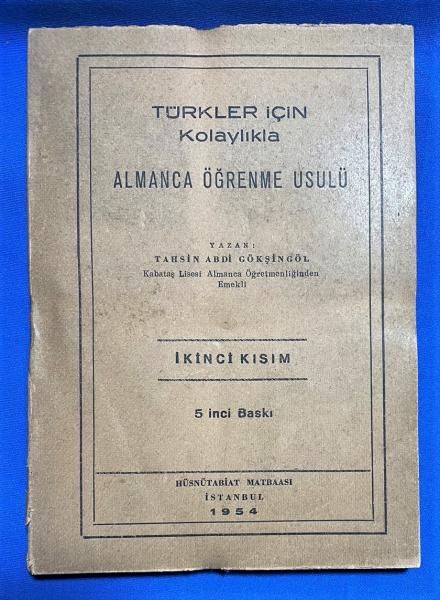 TÜRKLER İÇİN
Kolaylıkla
ALMANCA ÖĞRENME USULÜ
YAZAN:
TAHSİN ABDİ GÖKŞİNGÖL
Kabataş Lisesi Almanca Öğretmenliğinden
Emekli
İKİNCİ KISIM
5 inci Baskı
HÜSNÜTABİAT MATBAASI
İSTANBUL
1954